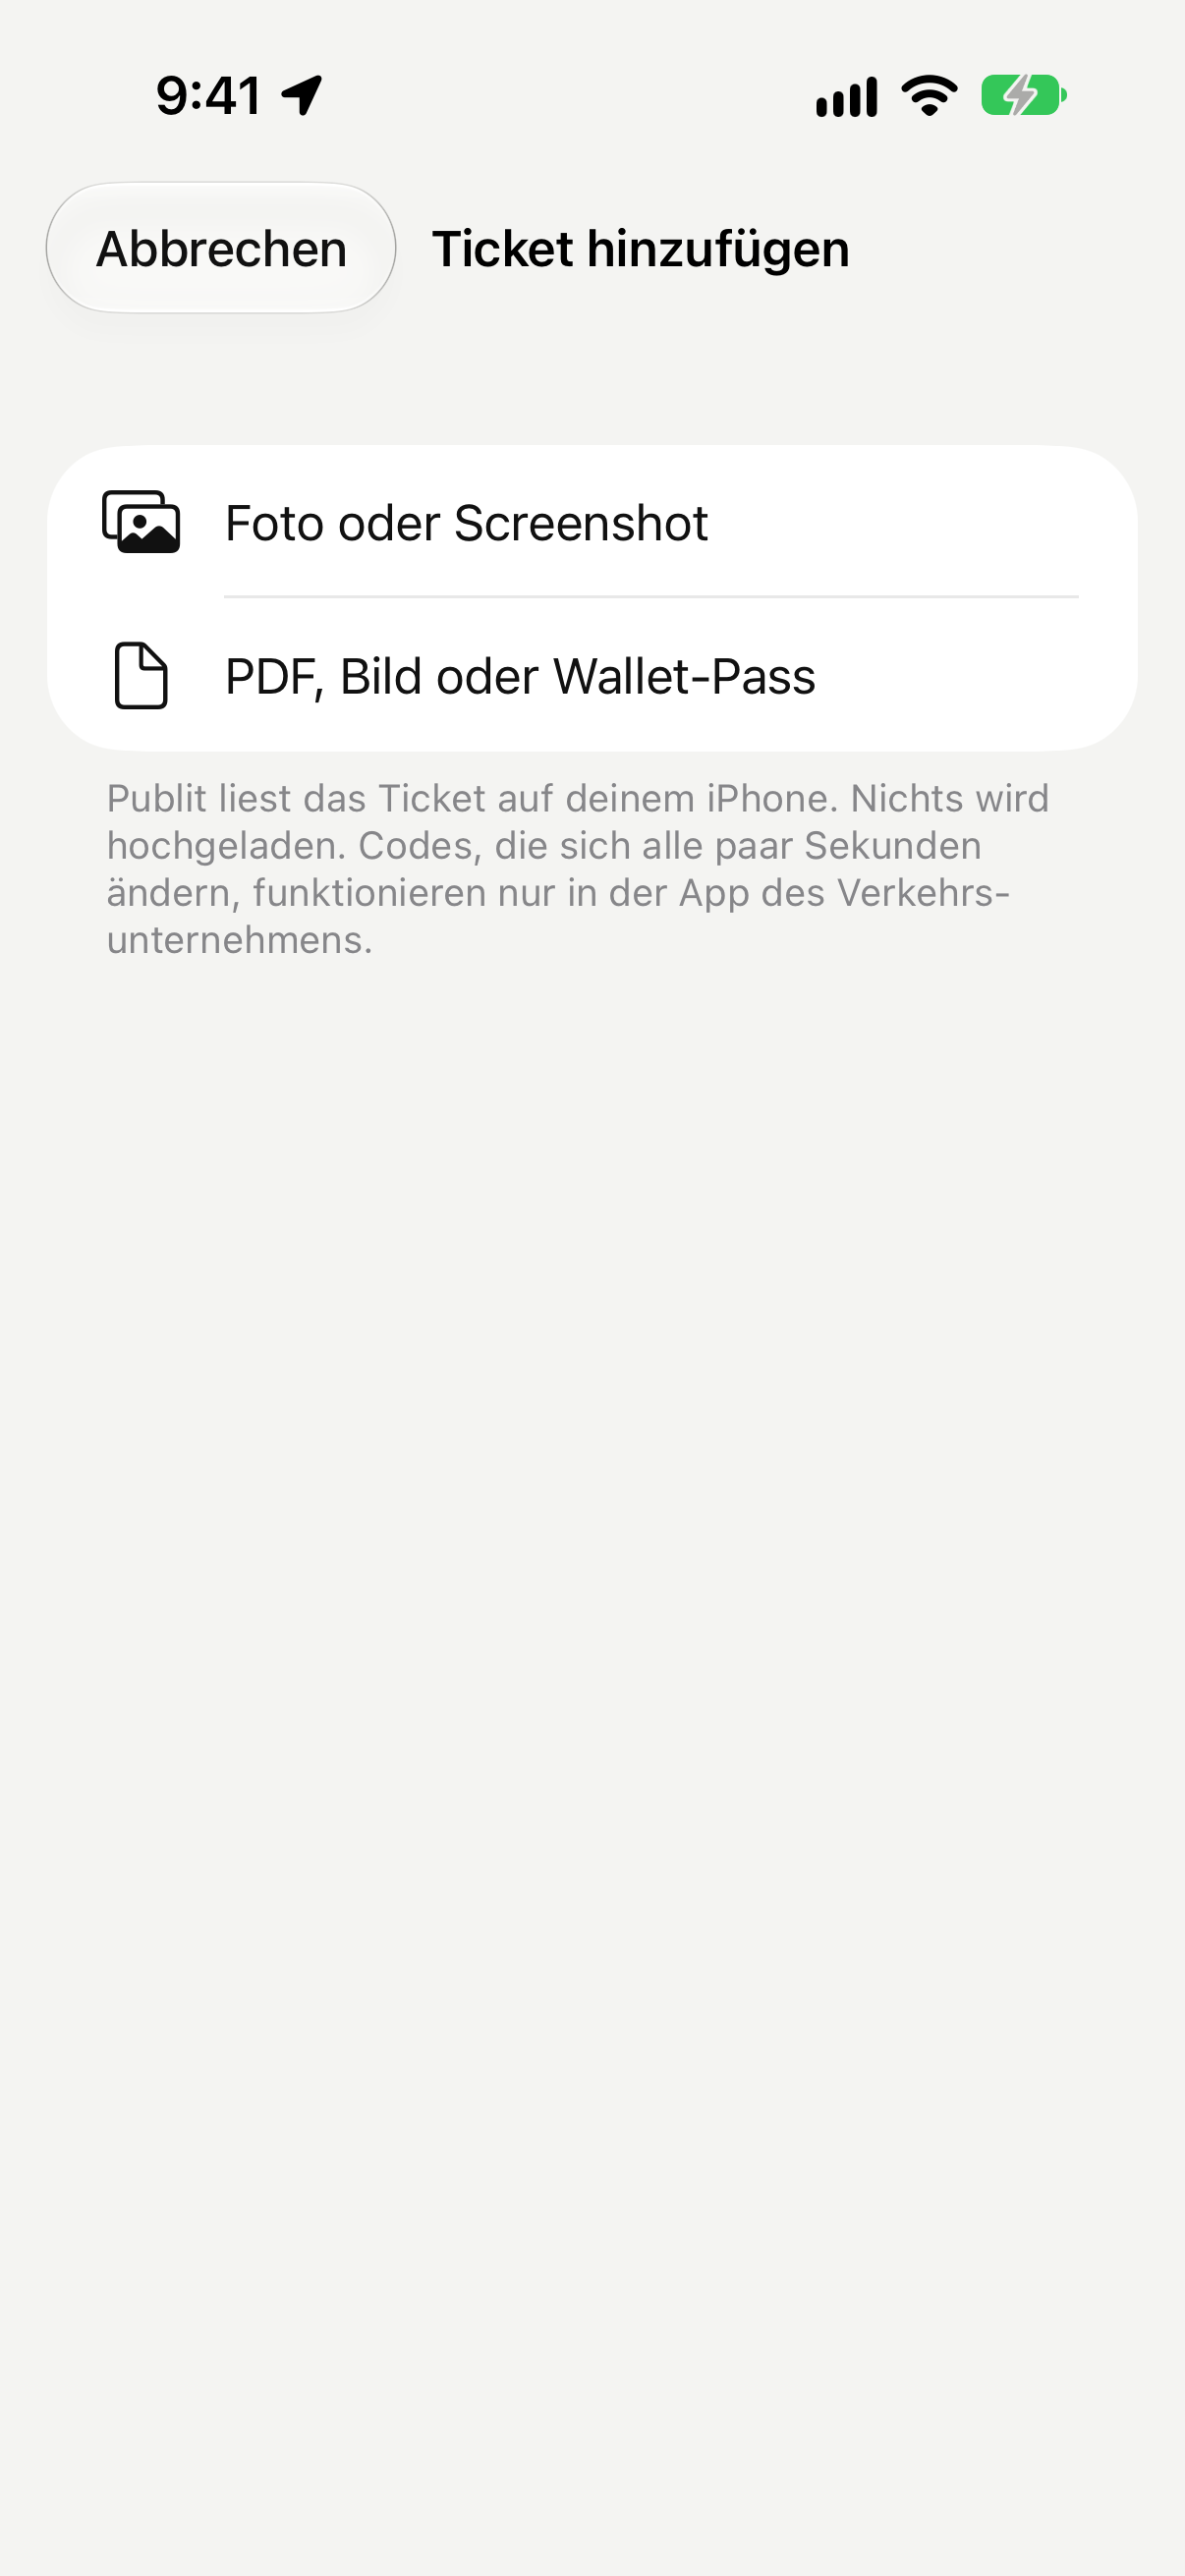 9:41
Abbrechen
Ticket hinzufügen
Foto oder Screenshot
PDF, Bild oder Wallet-Pass
Publit liest das Ticket auf deinem iPhone. Nichts wird
hochgeladen. Codes, die sich alle paar Sekunden
ändern, funktionieren nur in der App des Verkehrs-
unternehmens.